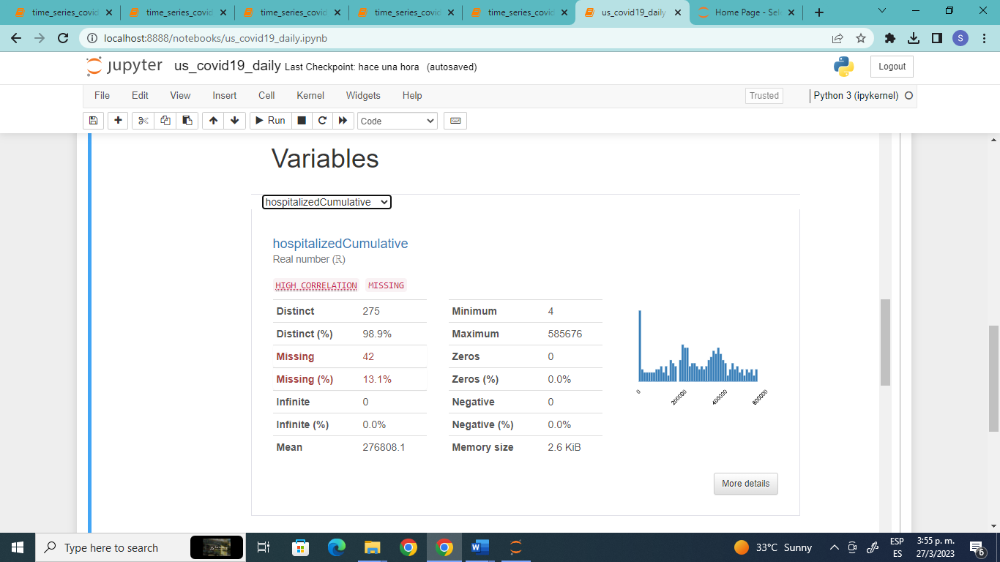 time_series_covid
time_series_covid
time_series_covid
time_series_covid
time_series_covid
us_covid19_daily
Home Page - Sele
localhost:8888/notebooks/us_covid19_daily.ipynb
S
jupyter us_covid19_daily Last Checkpoint: hace una hora (autosaved)
Logout
File Edit View Insert Cell Kernel Widgets Help
Trusted
Python 3 (ipykernel)
Run
Code
Variables
hospitalizedCumulative
hospitalizedCumulative
Real number (ℝ)
HIGH CORRELATION MISSING
Distinct 275
Distinct (%) 98.9%
Missing 42
Missing (%) 13.1%
Infinite 0
Infinite (%) 0.0%
Mean 276808.1
Minimum 4
Maximum 585676
Zeros 0
Zeros (%) 0.0%
Negative 0
Negative (%) 0.0%
Memory size 2.6 KiB
0 200000 400000 600000
More details
Type here to search
33°C Sunny
ESP
ES
3:55 p. m.
27/3/2023
6